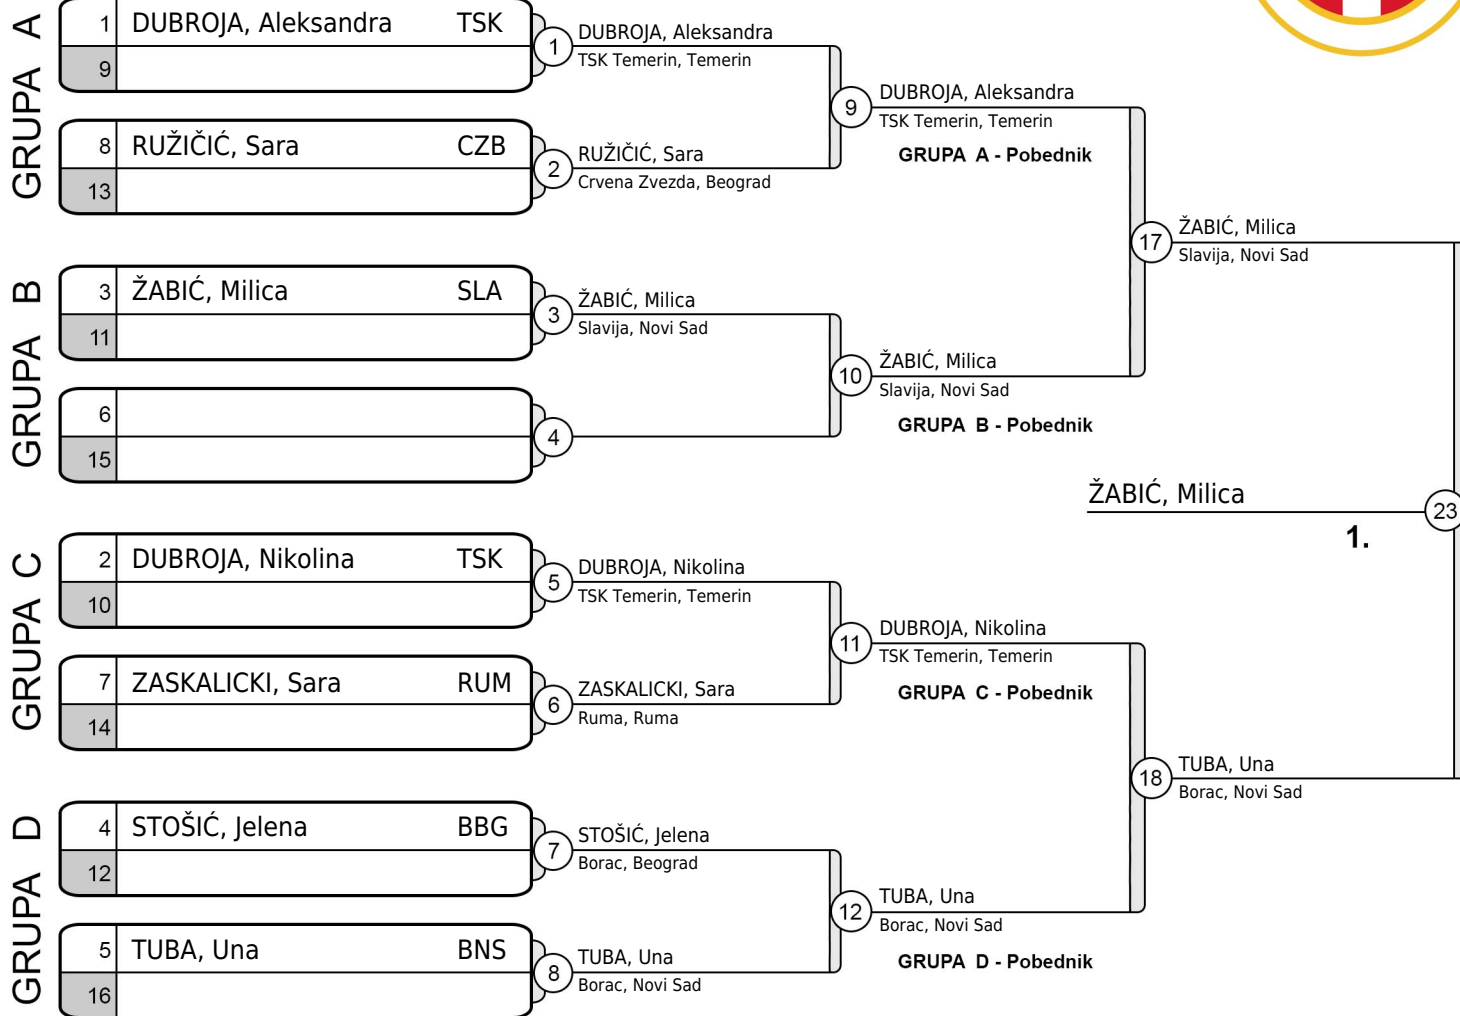 GRUPA A
1 DUBROJA, Aleksandra TSK
9
8 RUŽIČIĆ, Sara CZB
13
1
DUBROJA, Aleksandra
TSK Temerin, Temerin
2
RUŽIČIĆ, Sara
Crvena Zvezda, Beograd
9
DUBROJA, Aleksandra
TSK Temerin, Temerin
GRUPA A - Pobednik
GRUPA B
3 ŽABIĆ, Milica SLA
11
6
15
3
ŽABIĆ, Milica
Slavija, Novi Sad
4
10
ŽABIĆ, Milica
Slavija, Novi Sad
GRUPA B - Pobednik
17
ŽABIĆ, Milica
Slavija, Novi Sad
ŽABIĆ, Milica
1.
23
GRUPA C
2 DUBROJA, Nikolina TSK
10
7 ZASKALICKI, Sara RUM
14
5
DUBROJA, Nikolina
TSK Temerin, Temerin
6
ZASKALICKI, Sara
Ruma, Ruma
11
DUBROJA, Nikolina
TSK Temerin, Temerin
GRUPA C - Pobednik
GRUPA D
4 STOŠIĆ, Jelena BBG
12
5 TUBA, Una BNS
16
7
STOŠIĆ, Jelena
Borac, Beograd
8
TUBA, Una
Borac, Novi Sad
12
TUBA, Una
Borac, Novi Sad
GRUPA D - Pobednik
18
TUBA, Una
Borac, Novi Sad